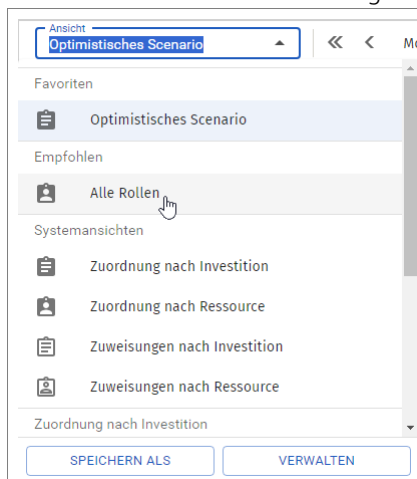 Ansicht
Optimistisches Scenario
Favoriten
Optimistisches Scenario
Empfohlen
Alle Rollen
Systemansichten
Zuordnung nach Investition
Zuordnung nach Ressource
Zuweisungen nach Investition
Zuweisungen nach Ressource
Zuordnung nach Investition
SPEICHERN ALS VERWALTEN